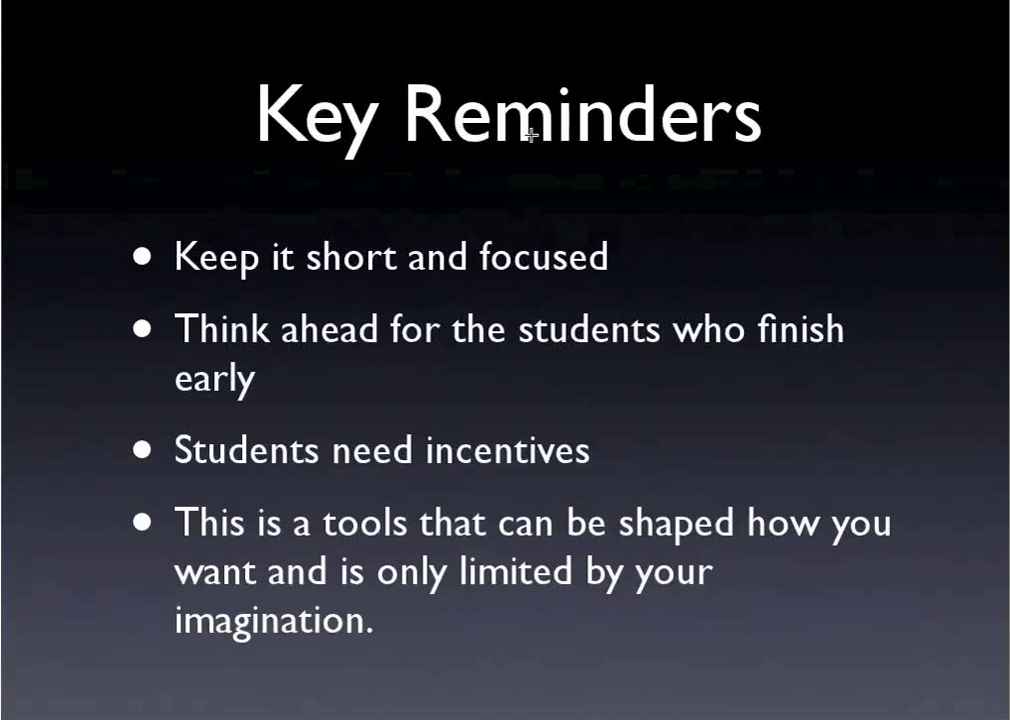 Key Reminders
• Keep it short and focused
• Think ahead for the students who finish
early
• Students need incentives
• This is a tools that can be shaped how you
want and is only limited by your
imagination.